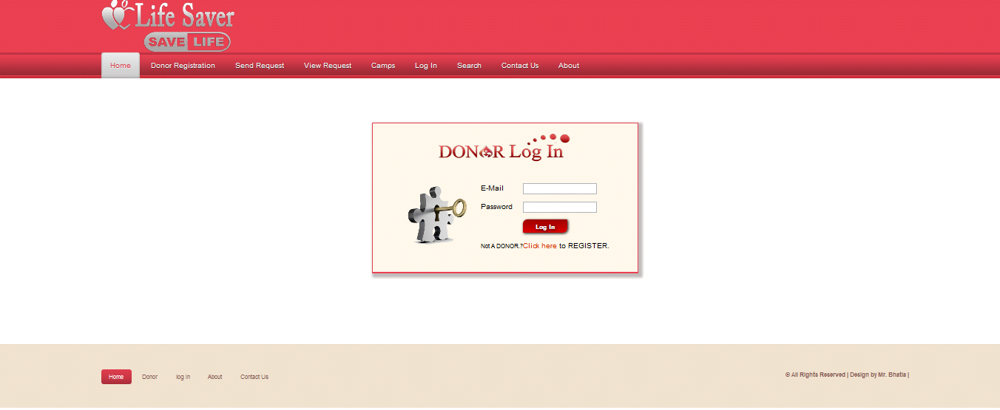 Life Saver
SAVE LIFE
Home Donor Registration Send Request View Request Camps Log In Search Contact Us About
DONOR Log In
E-Mail
Password
Log In
Not A DONOR.?Click here to REGISTER.
Home Donor log in About Contact Us
© All Rights Reserved | Design by Mr. Bhatia |